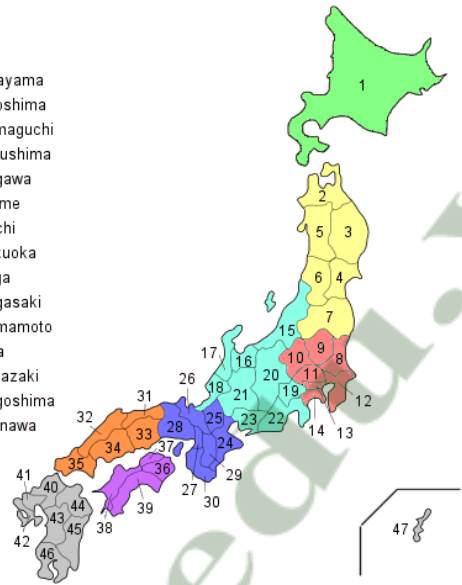 ayama
oshima
maguchi
ushima
gawa
me
chi
uoka
ga
gasaki
mamoto
a
azaki
goshima
nawa
1
2
5 3
6 4
7
15
9
17 16 10 8
11
26 18 21 20 19 12
31 25 23 22
32 28 24 14 13
34 33 37
35 36 29
41 40 27 30
44 38 39
43 45
42
46
47
edu.v